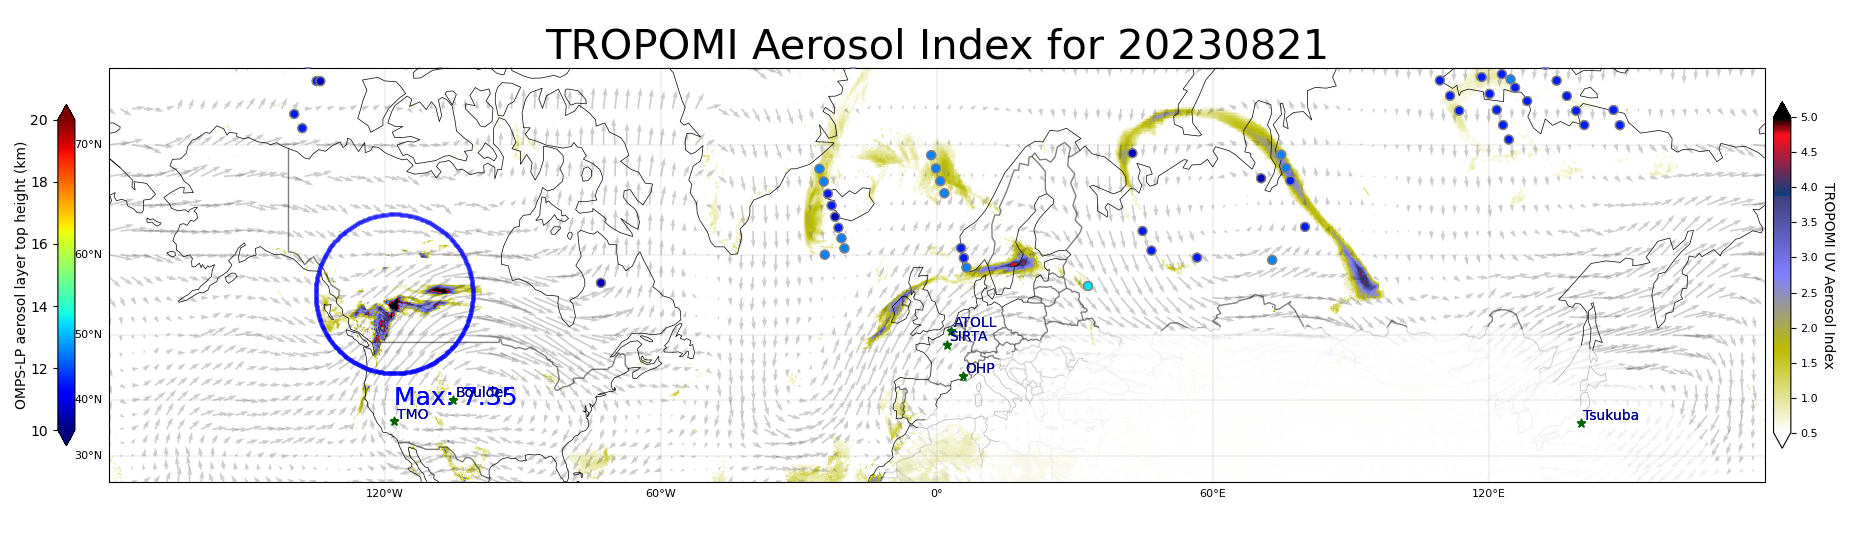 TROPOMI Aerosol Index for 20230821
OMPS-LP aerosol layer top height (km)
20
18
16
14
12
10
70°N
60°N
50°N
40°N
30°N
120°W
60°W
0°
60°E
120°E
ATOLL
SIRTA
OHP
Max: 7.35
Boulder
TMO
Tsukuba
5.0
4.5
4.0
3.5
3.0
2.5
2.0
1.5
1.0
0.5
TROPOMI UV Aerosol Index